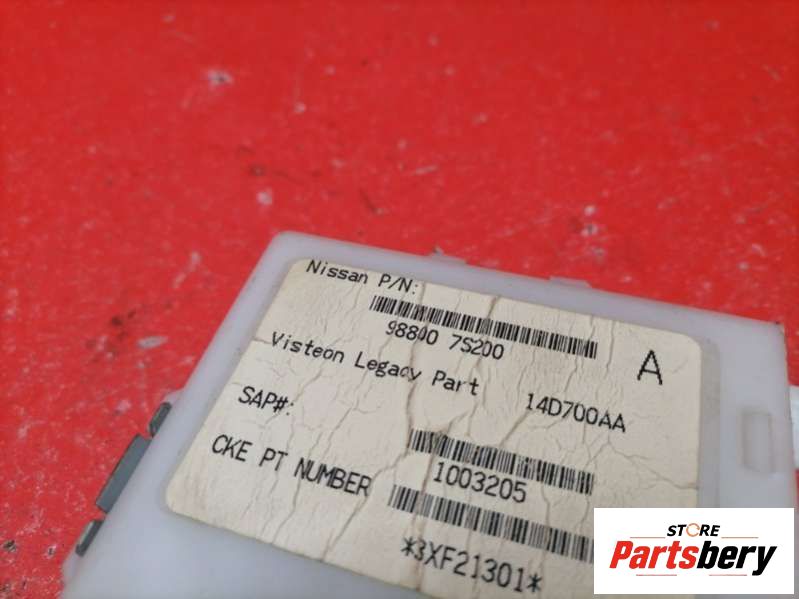 Nissan P/N:
98800 7S200
A
Visteon Legacy Part 14D700AA
SAP#:
1003205
CKE PT NUMBER
*3XF21301*
STORE
Partsbery